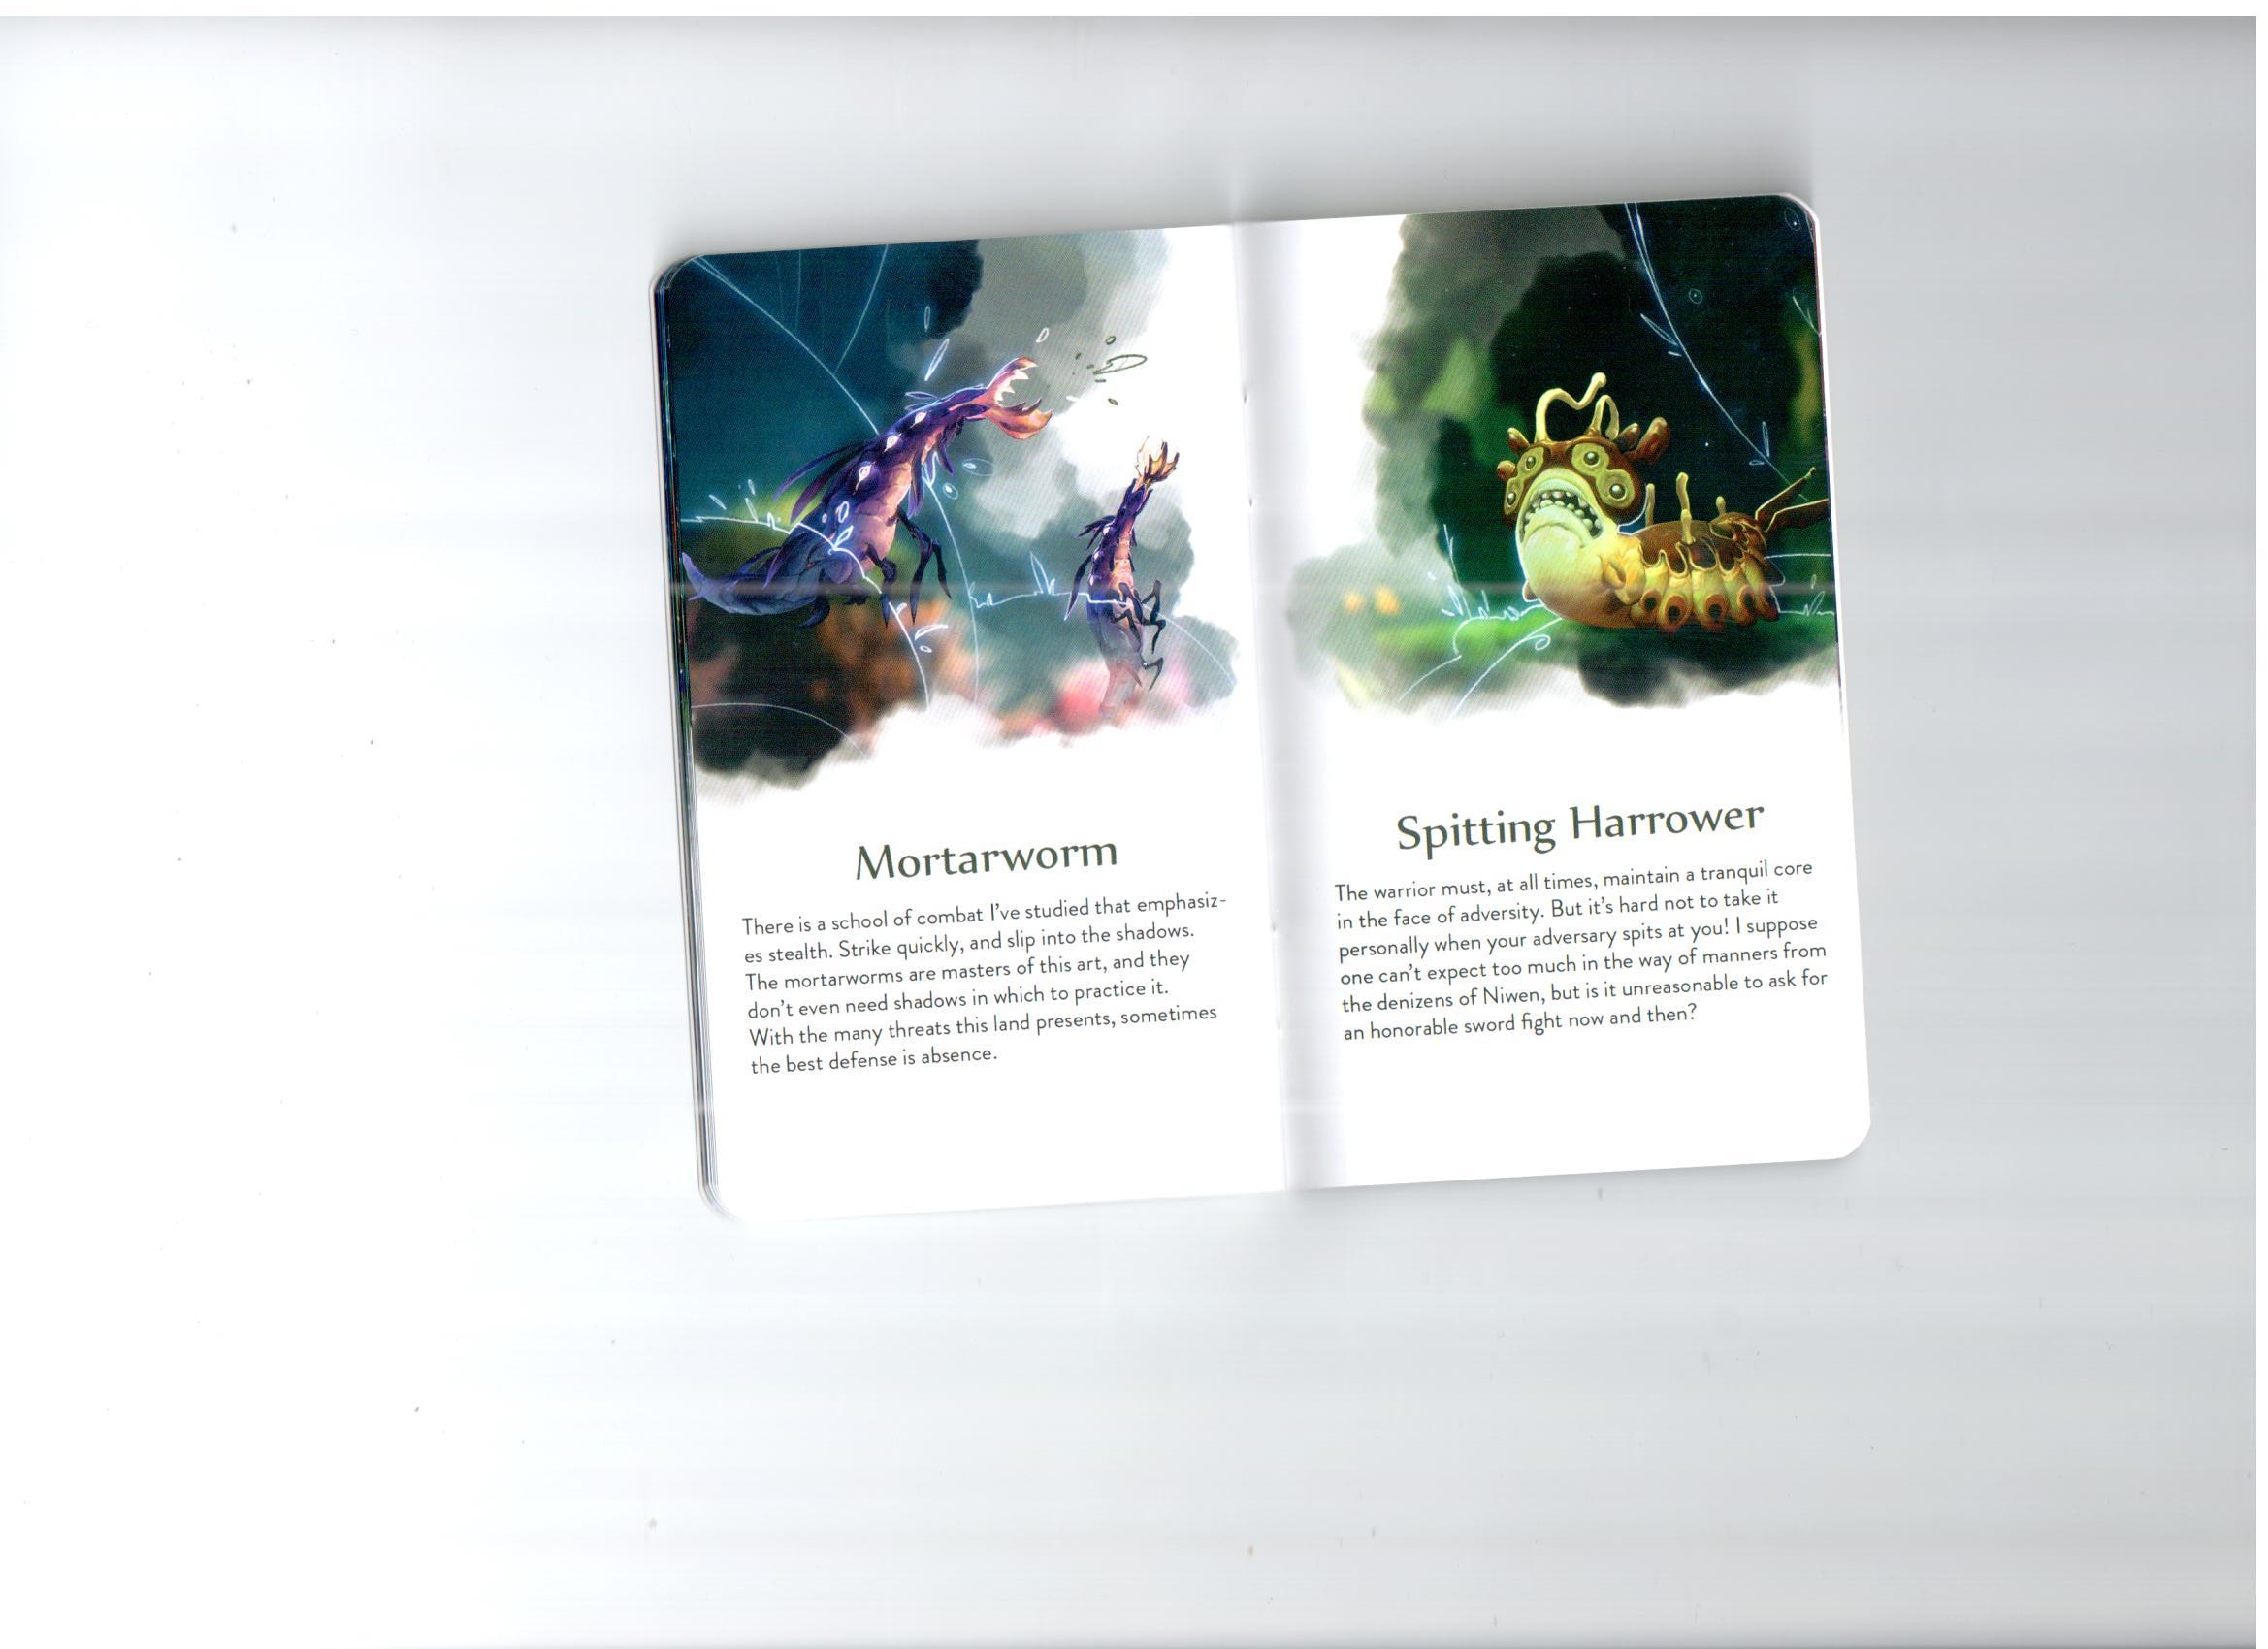 Mortarworm
There is a school of combat I've studied that emphasiz-
es stealth. Strike quickly, and slip into the shadows.
The mortarworms are masters of this art, and they
don't even need shadows in which to practice it.
With the many threats this land presents, sometimes
the best defense is absence.
Spitting Harrower
The warrior must, at all times, maintain a tranquil core
in the face of adversity. But it's hard not to take it
personally when your adversary spits at you! I suppose
one can't expect too much in the way of manners from
the denizens of Niwen, but is it unreasonable to ask for
an honorable sword fight now and then?